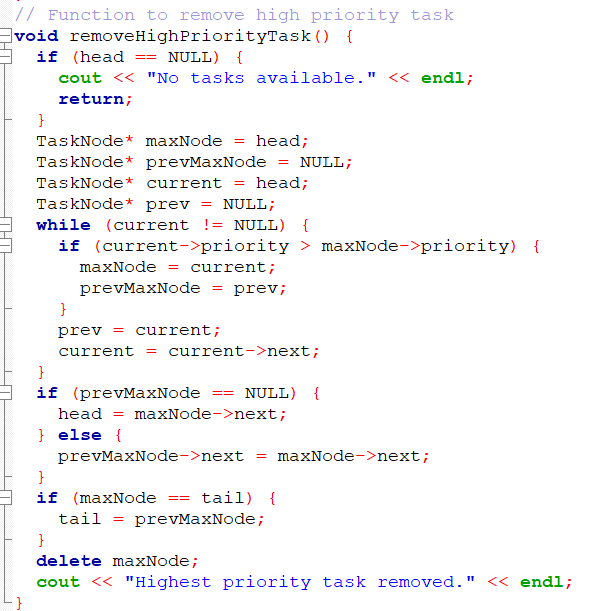 // Function to remove high priority task
void removeHighPriorityTask() {
if (head == NULL) {
cout << "No tasks available." << endl;
return;
}
TaskNode* maxNode = head;
TaskNode* prevMaxNode = NULL;
TaskNode* current = head;
TaskNode* prev = NULL;
while (current != NULL) {
if (current->priority > maxNode->priority) {
maxNode = current;
prevMaxNode = prev;
}
prev = current;
current = current->next;
}
if (prevMaxNode == NULL) {
head = maxNode->next;
} else {
prevMaxNode->next = maxNode->next;
}
if (maxNode == tail) {
tail = prevMaxNode;
}
delete maxNode;
cout << "Highest priority task removed." << endl;
}